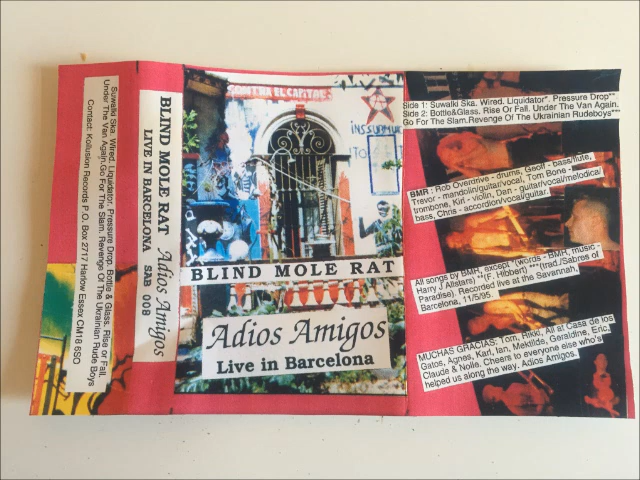 Suwalki Ska. Wired. Liquidator. Pressure Drop. Bottle & Glass. Rise or Fall.
Under The Van Again.Go For The Slam. Revenge Of The Ukrainian Rude Boys
Contact: Kollusion Records P.O. Box 2717 Harlow Essex CM18 6SO
BLIND MOLE RAT Adios Amigos
LIVE IN BARCELONA SAB 008
CONTRA EL CAPITAL
BLIND MOLE RAT
Adios Amigos
Live in Barcelona
Side 1: Suwalki Ska. Wired. Liquidator*. Pressure Drop**
Side 2: Bottle&Glass. Rise Or Fall. Under The Van Again.
Go For The Slam.Revenge Of The Ukrainian Rudeboys***
BMR : Rob Overdrive - drums, Geoff - bass/flute,
Trevor - mandolin/guitar/vocal, Tom Bone -
trombone, Kirl - violin, Dan - guitar/vocal/melodica/
bass, Chris - accordion/vocal/guitar.
All songs by BMR, except *(words - BMR, music -
Harry J Allstars) **(F. Hibbert) ***(trad./Sabres of
Paradise). Recorded live at the Savannah,
Barcelona, 11/5/95.
MUCHAS GRACIAS: Tom, Rikki, All at Casa de los
Gatos, Agnes, Karl, Ian, Mektilde, Geraldine, Eric,
Claude & Nolle. Cheers to everyone else who's
helped us along the way. Adios Amigos.